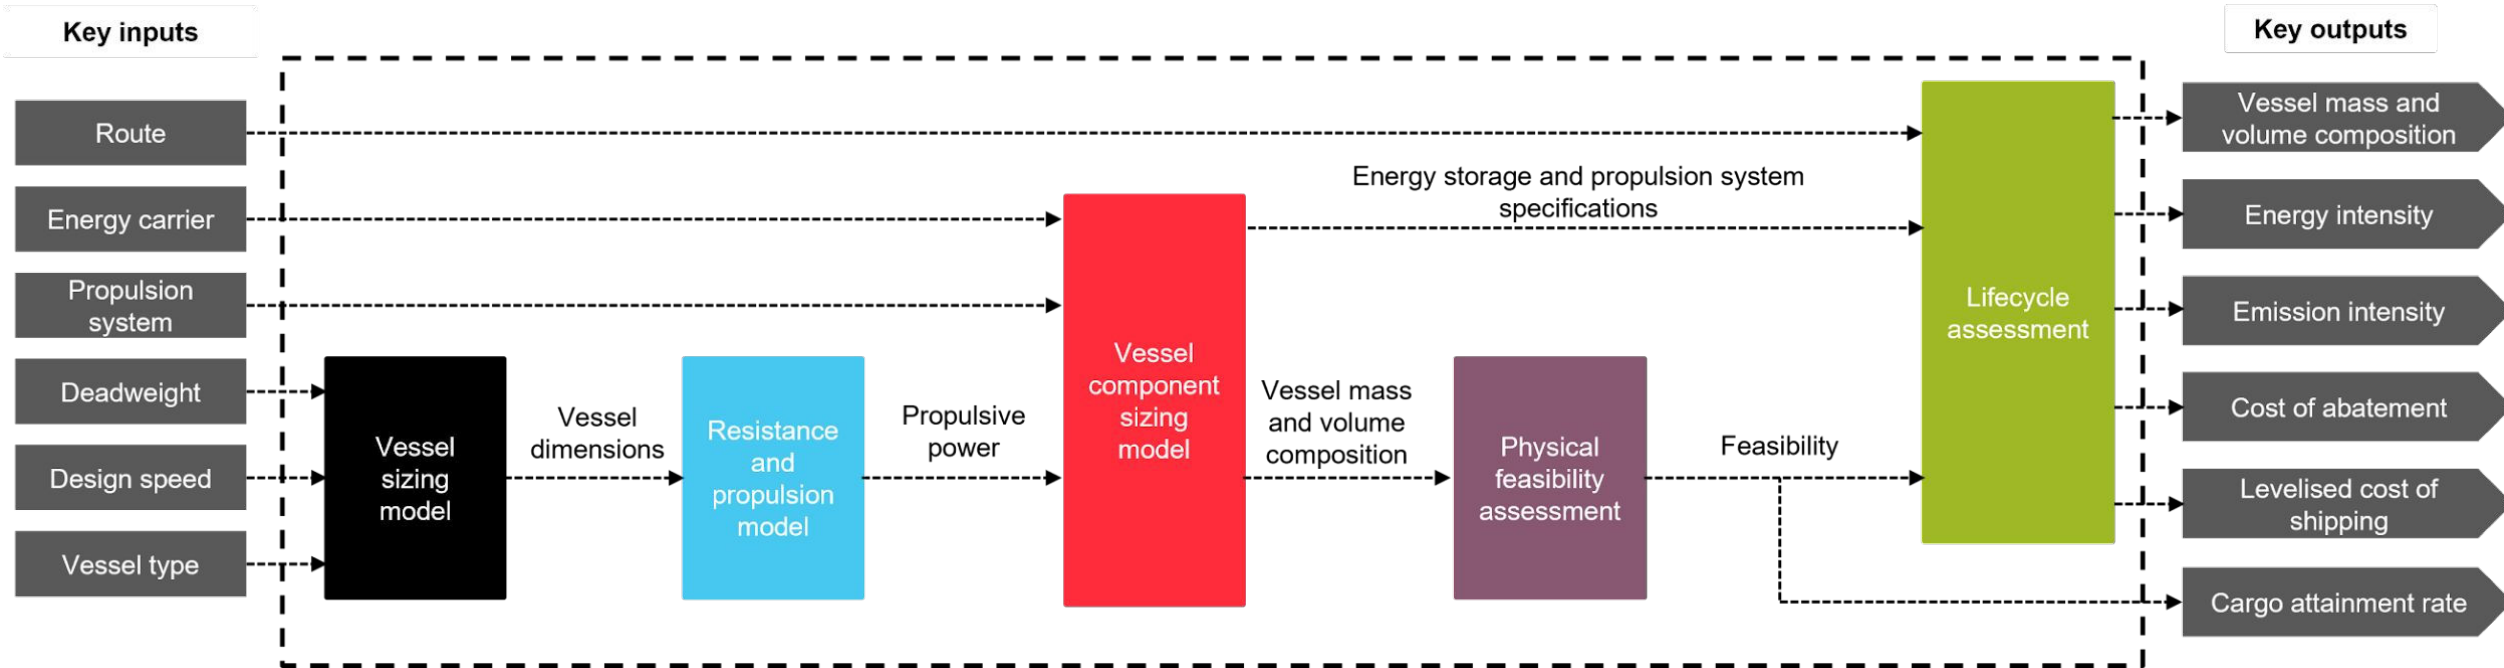 Key inputs
Key outputs
Route
Energy carrier
Propulsion
system
Deadweight
Design speed
Vessel type
Vessel
sizing
model
Vessel
dimensions
Resistance
and
propulsion
model
Propulsive
power
Vessel
component
sizing
model
Energy storage and propulsion system
specifications
Vessel mass
and volume
composition
Physical
feasibility
assessment
Feasibility
Lifecycle
assessment
Vessel mass and
volume composition
Energy intensity
Emission intensity
Cost of abatement
Levelised cost of
shipping
Cargo attainment rate